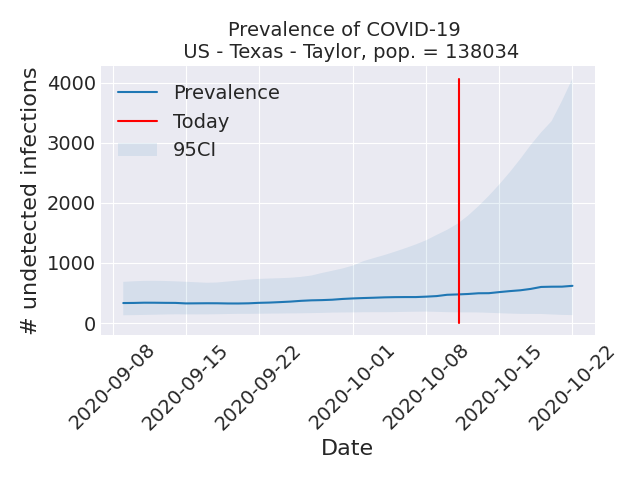 Prevalence of COVID-19
US - Texas - Taylor, pop. = 138034
# undetected infections
4000
3000
2000
1000
0
Prevalence
Today
95CI
2020-09-08
2020-09-15
2020-09-22
2020-10-01
2020-10-08
2020-10-15
2020-10-22
Date